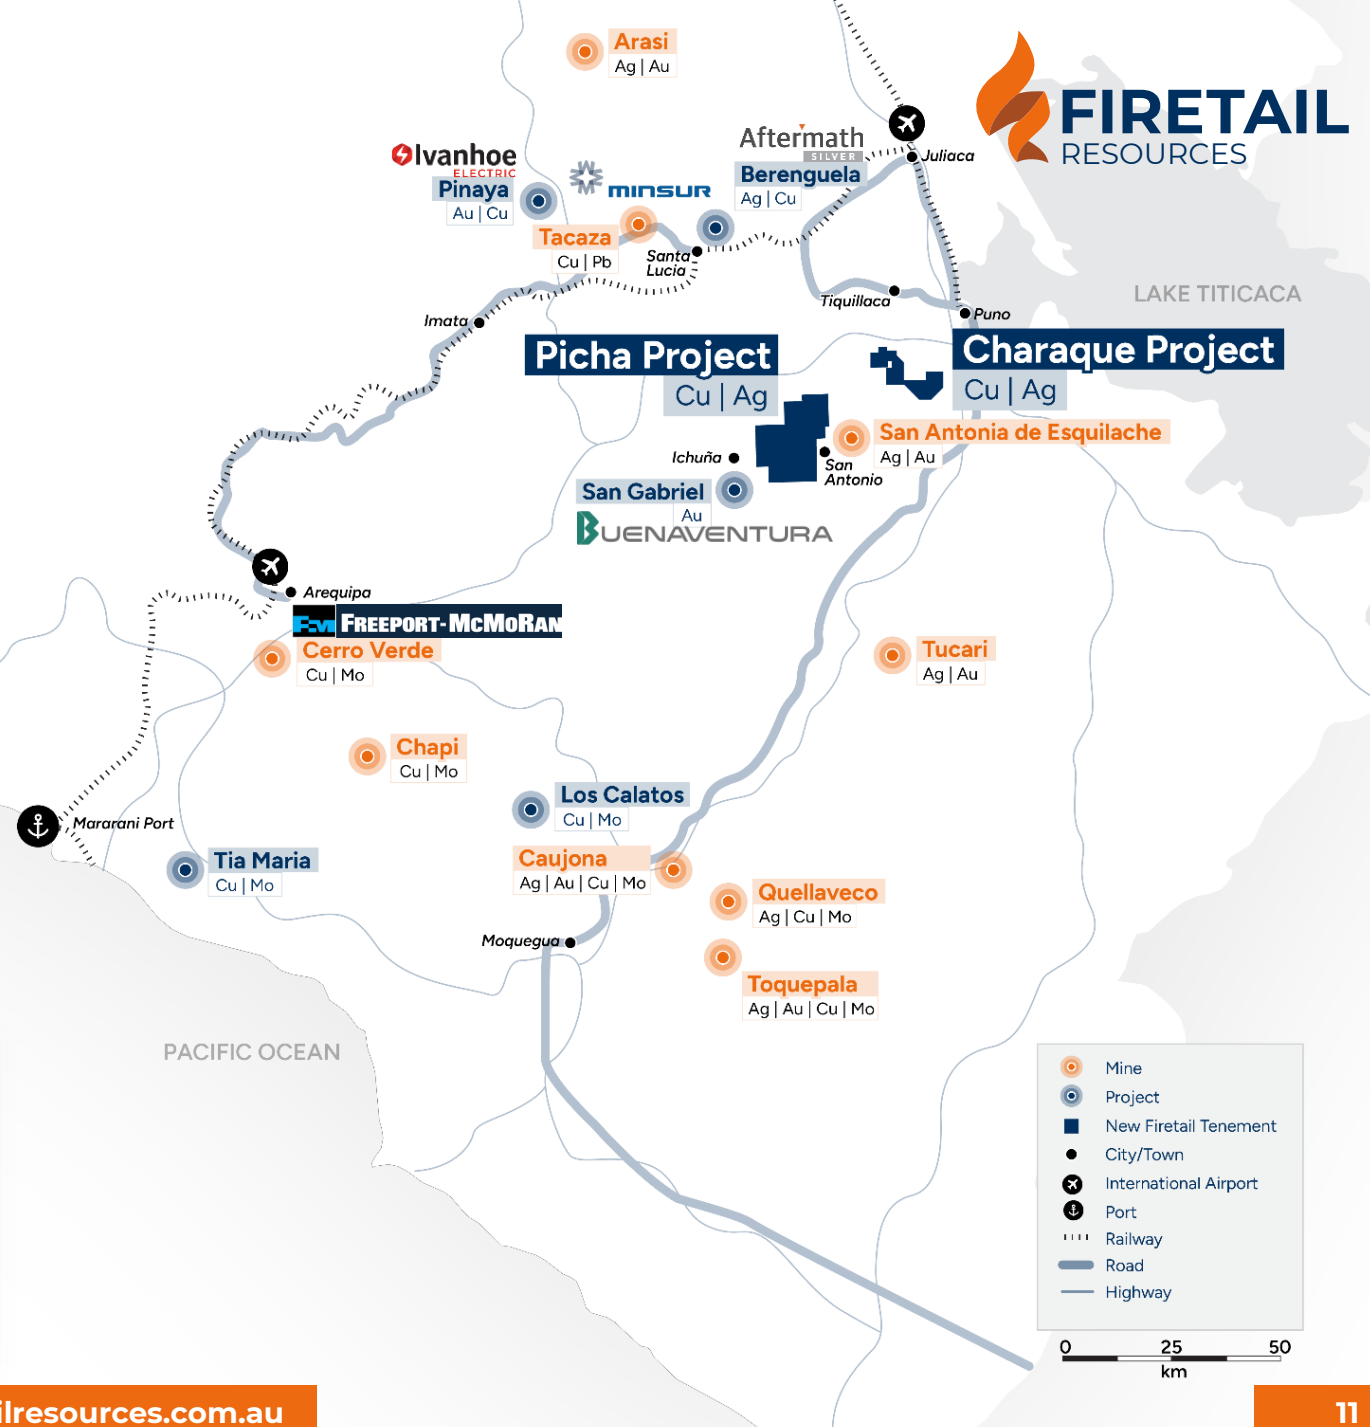 Arasi
Ag | Au
FIRETAIL
RESOURCES
Aftermath
SILVER
Juliaca
Ivanhoe
ELECTRIC
Pinaya
Au | Cu
MINSUR
Berenguela
Ag | Cu
Tacaza
Cu | Pb
Santa
Lucia
Tiquillaca
LAKE TITICACA
Imata
Puno
Picha Project
Cu | Ag
Charaque Project
Cu | Ag
San Antonia de Esquilache
Ag | Au
Ichuña
San
Antonio
San Gabriel
Au
BUENAVENTURA
Arequipa
FREEPORT-MCMORAN
Cerro Verde
Cu | Mo
Tucari
Ag | Au
Chapi
Cu | Mo
Los Calatos
Cu | Mo
Mararani Port
Tia Maria
Cu | Mo
Caujona
Ag | Au | Cu | Mo
Quellaveco
Ag | Cu | Mo
Moquegua
Toquepala
Ag | Au | Cu | Mo
PACIFIC OCEAN
Mine
Project
New Firetail Tenement
City/Town
International Airport
Port
Railway
Road
Highway
0 25 50
km
ilresources.com.au
11